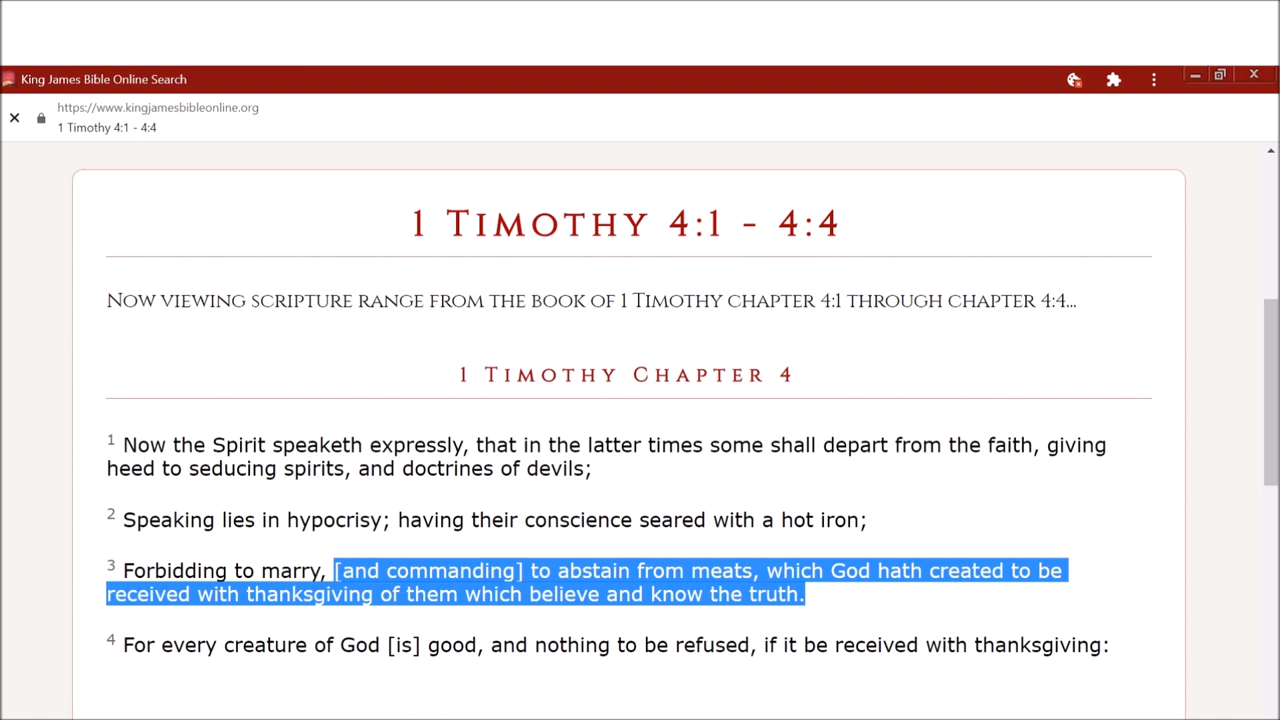 King James Bible Online Search
https://www.kingjamesbibleonline.org
1 Timothy 4:1 - 4:4
1 Timothy 4:1 - 4:4
Now viewing scripture range from the book of 1 Timothy chapter 4:1 through chapter 4:4...
1 Timothy Chapter 4
1 Now the Spirit speaketh expressly, that in the latter times some shall depart from the faith, giving
heed to seducing spirits, and doctrines of devils;
2 Speaking lies in hypocrisy; having their conscience seared with a hot iron;
3 Forbidding to marry, [and commanding] to abstain from meats, which God hath created to be
received with thanksgiving of them which believe and know the truth.
4 For every creature of God [is] good, and nothing to be refused, if it be received with thanksgiving: